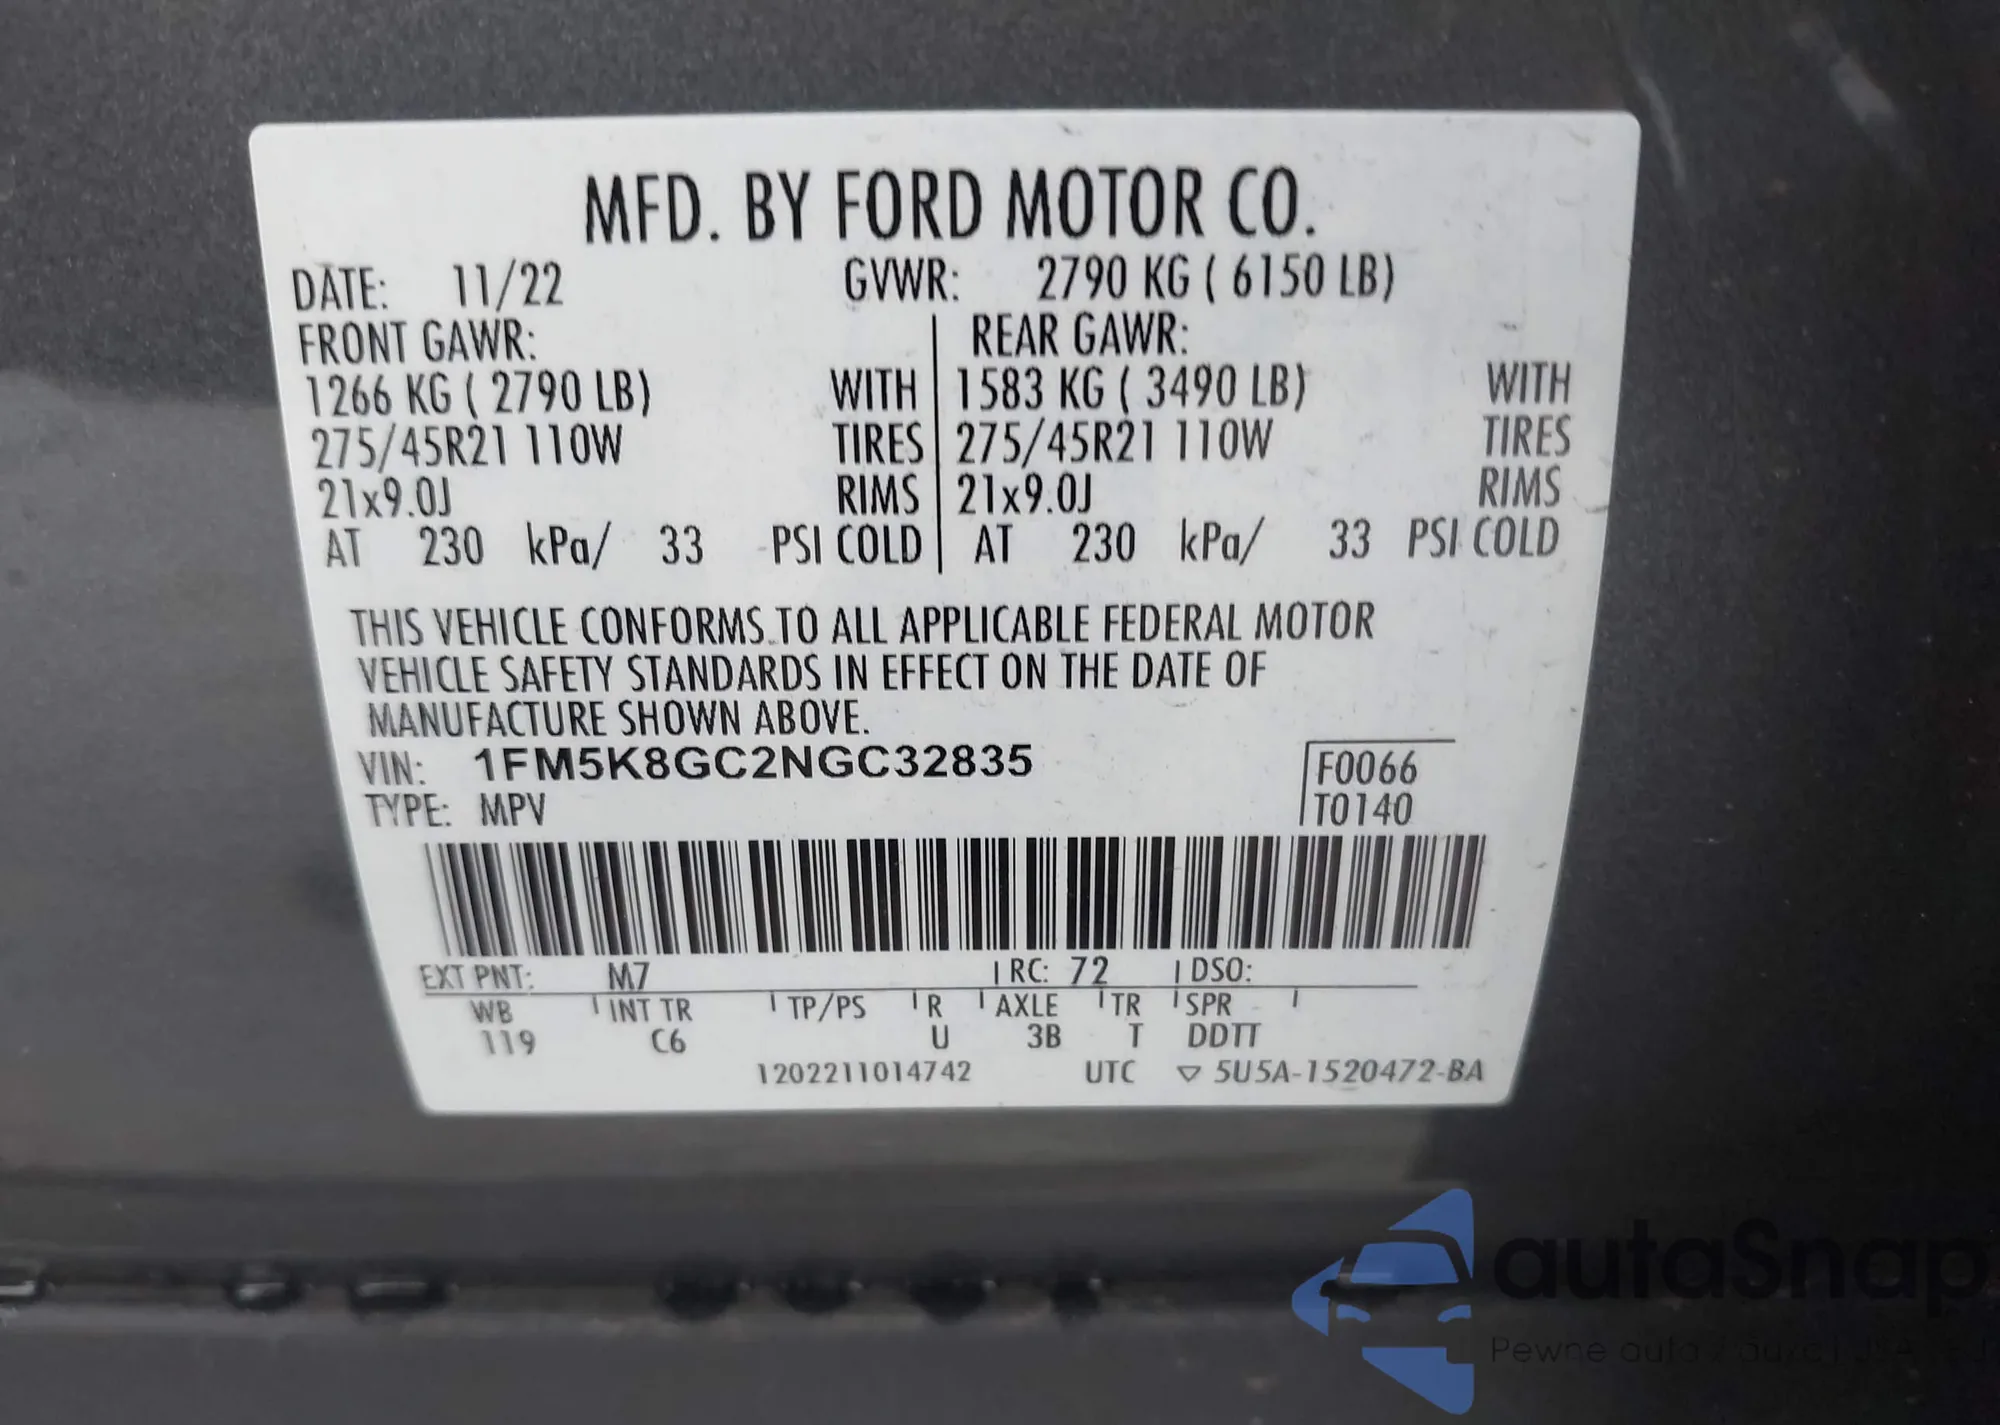 MFD. BY FORD MOTOR CO.
DATE: 11/22 GVWR: 2790 KG ( 6150 LB)
FRONT GAWR: REAR GAWR:
1266 KG ( 2790 LB) WITH 1583 KG ( 3490 LB) WITH
275/45R21 110W TIRES 275/45R21 110W TIRES
21x9.0J RIMS 21x9.0J RIMS
AT 230 kPa/ 33 PSI COLD AT 230 kPa/ 33 PSI COLD
THIS VEHICLE CONFORMS TO ALL APPLICABLE FEDERAL MOTOR
VEHICLE SAFETY STANDARDS IN EFFECT ON THE DATE OF
MANUFACTURE SHOWN ABOVE.
VIN: 1FM5K8GC2NGC32835 F0066
TYPE: MPV T0140
EXT PNT: M7 RC: 72 DSO:
WB INT TR TP/PS R AXLE TR SPR
119 C6 U 3B T DDTT
1202211014742 UTC ▽ 5U5A-1520472-BA
autaSnap
Pewne auta